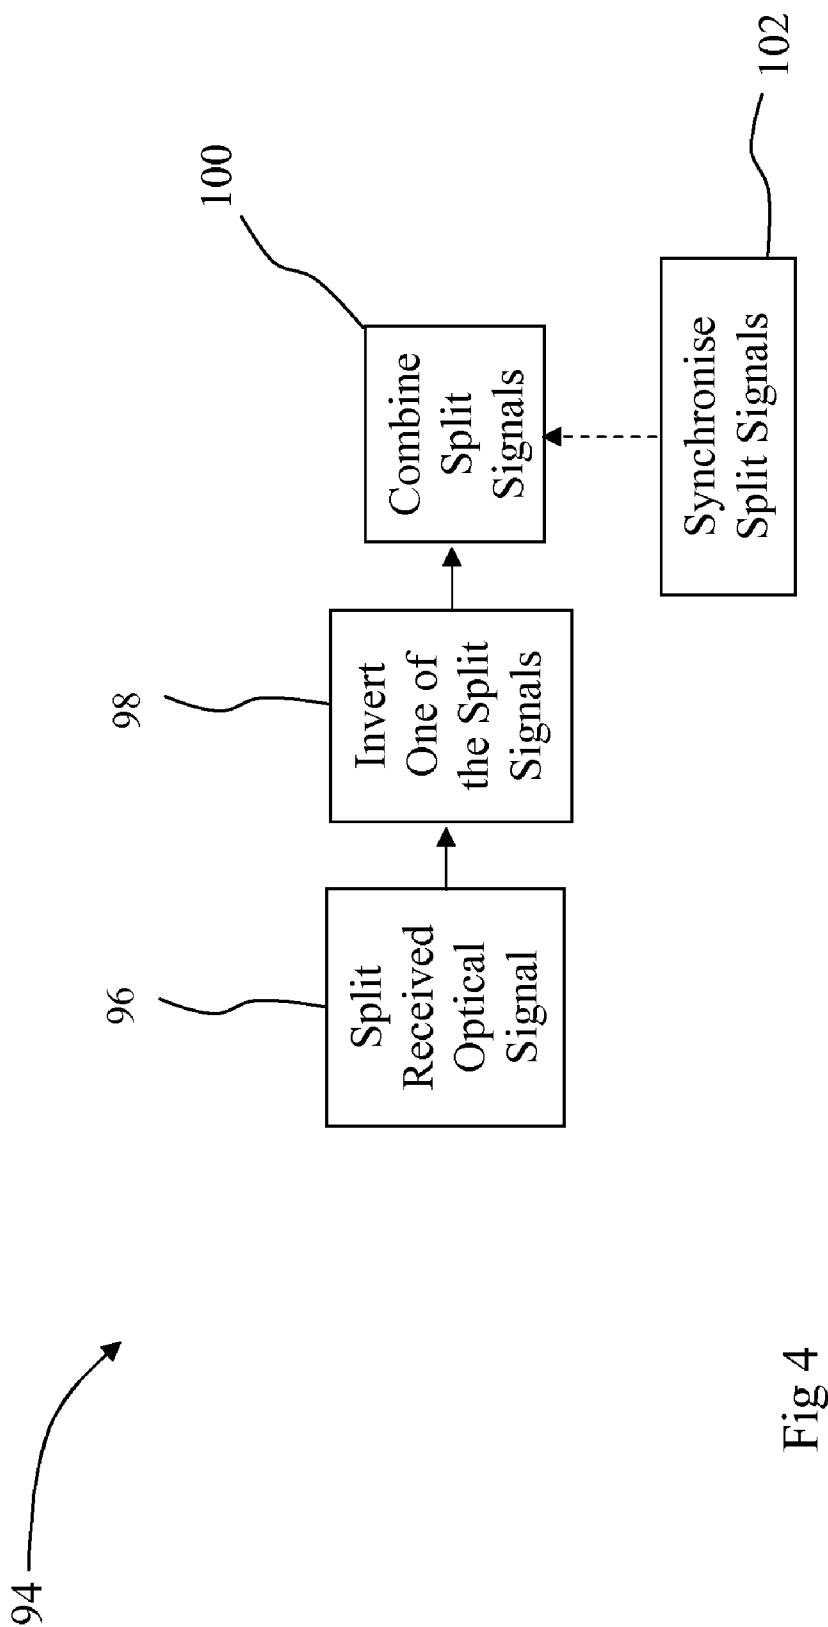 94
96
98
100
Split
Received
Optical
Signal
Invert
One of
the Split
Signals
Combine
Split
Signals
Synchronise
Split Signals
102
Fig 4